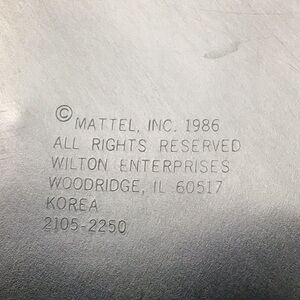 © MATTEL, INC. 1986
ALL RIGHTS RESERVED
WILTON ENTERPRISES
WOODRIDGE, IL 60517
KOREA
2105-2250